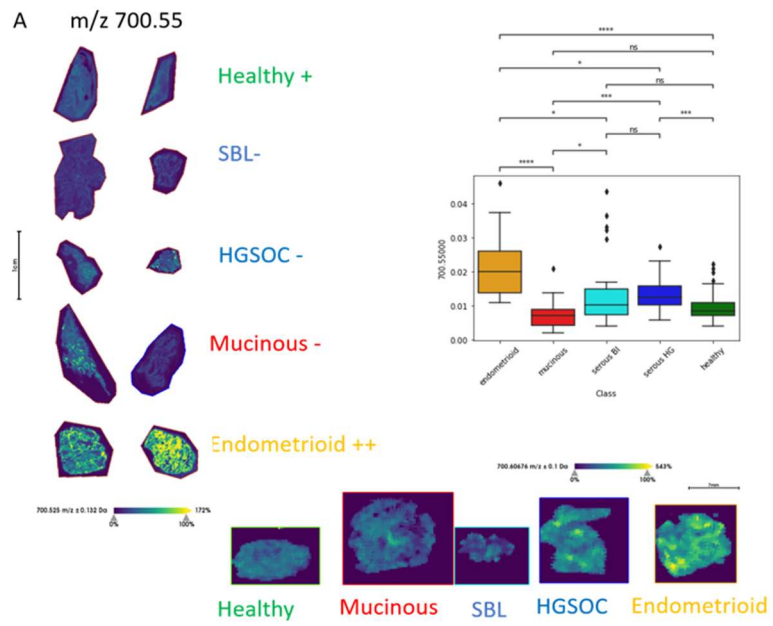 A
m/z 700.55
Healthy +
SBL-
HGSOC -
1cm
Mucinous -
Endometrioid ++
700.525 m/z ± 0.132 Da
172%
0%
100%
****
ns
*
ns
***
*
***
ns
*
****
700.55000
0.04
0.03
0.02
0.01
0.00
endometrioid
mucinous
serous BI
serous HG
healthy
Class
700.60676 m/z ± 0.1 Da
543%
0%
100%
7mm
Healthy
Mucinous
SBL
HGSOC
Endometrioid